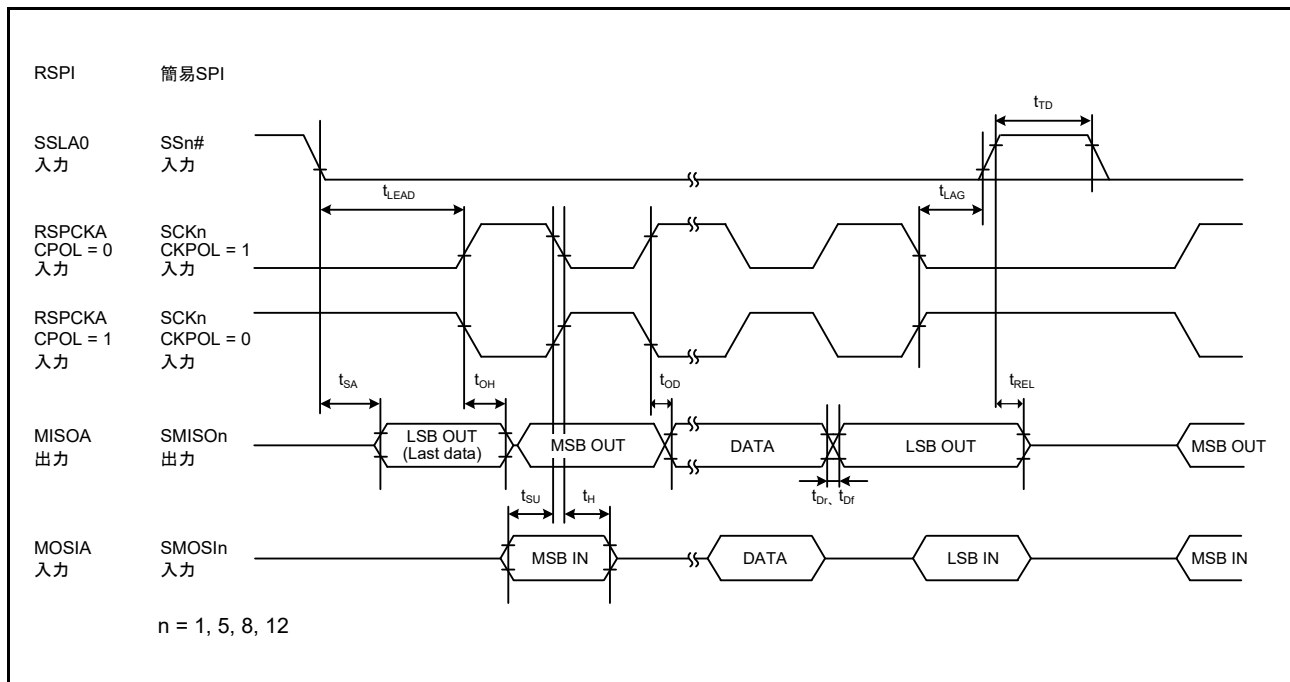 RSPI 簡易SPI
tTD
SSLA0 SSn#
入力 入力
tLEAD tLAG
RSPCKA SCKn
CPOL = 0 CKPOL = 1
入力 入力
RSPCKA SCKn
CPOL = 1 CKPOL = 0
入力 入力
tSA tOH tOD tREL
MISOA SMISOn
出力 出力
LSB OUT
(Last data)
MSB OUT DATA LSB OUT MSB OUT
tSU tH tDr、tDf
MOSIA SMOSIn
入力 入力
MSB IN DATA LSB IN MSB IN
n = 1, 5, 8, 12